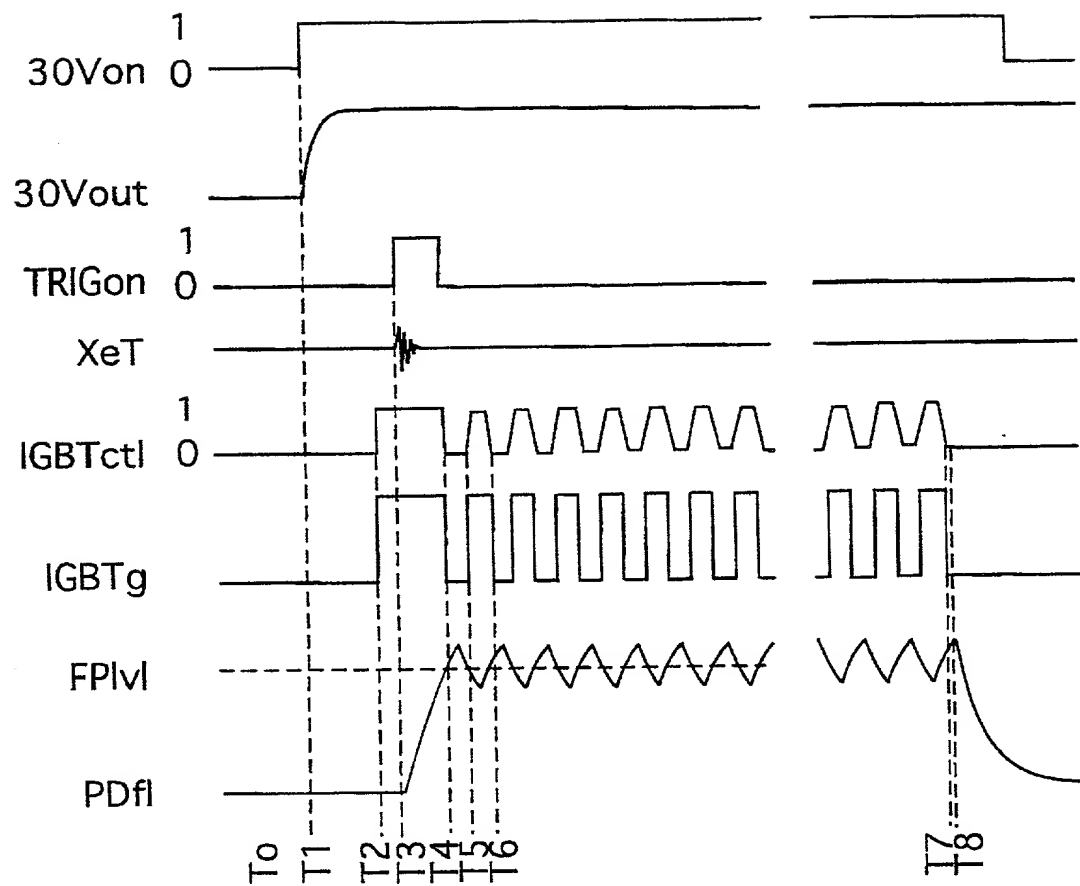 1
30Von 0
30Vout
1
TRIGon 0
XeT
1
IGBTctl 0
IGBTg
FPlvl
PDfl
To T1 T2 T3 T4 T5 T6 T7 T8